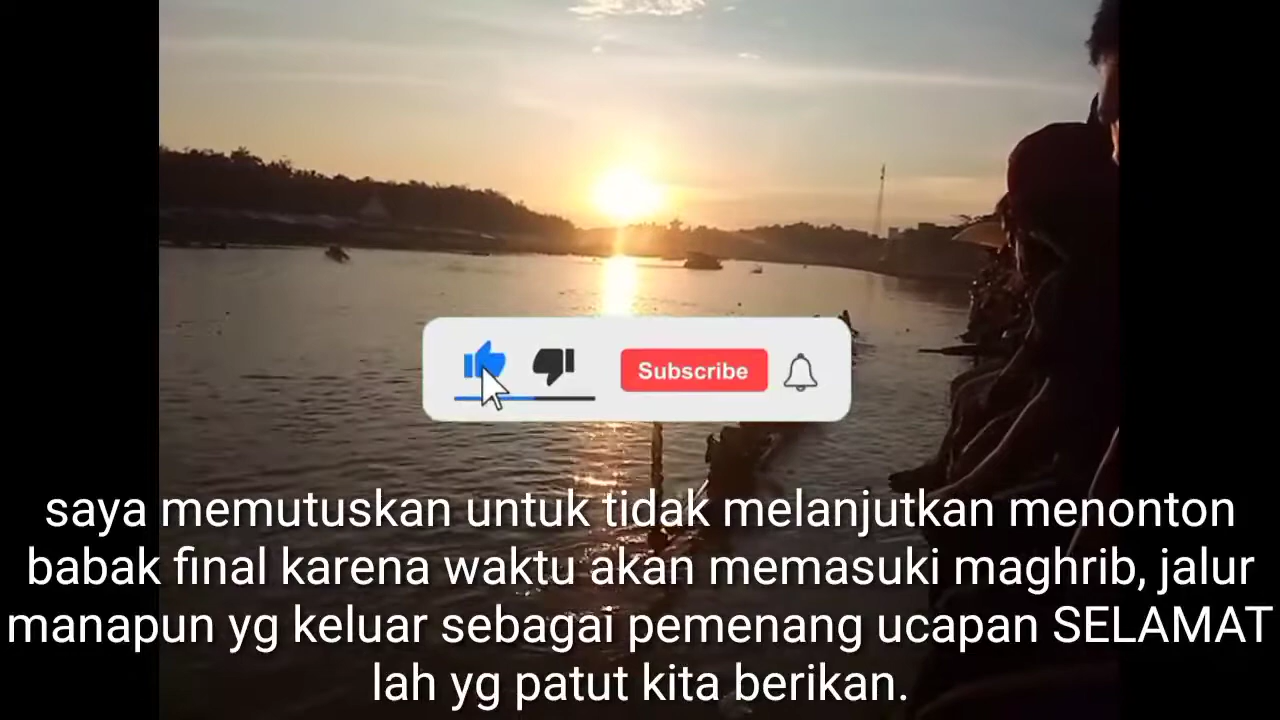 Subscribe
saya memutuskan untuk tidak melanjutkan menonton
babak final karena waktu akan memasuki maghrib, jalur
manapun yg keluar sebagai pemenang ucapan SELAMAT
lah yg patut kita berikan.